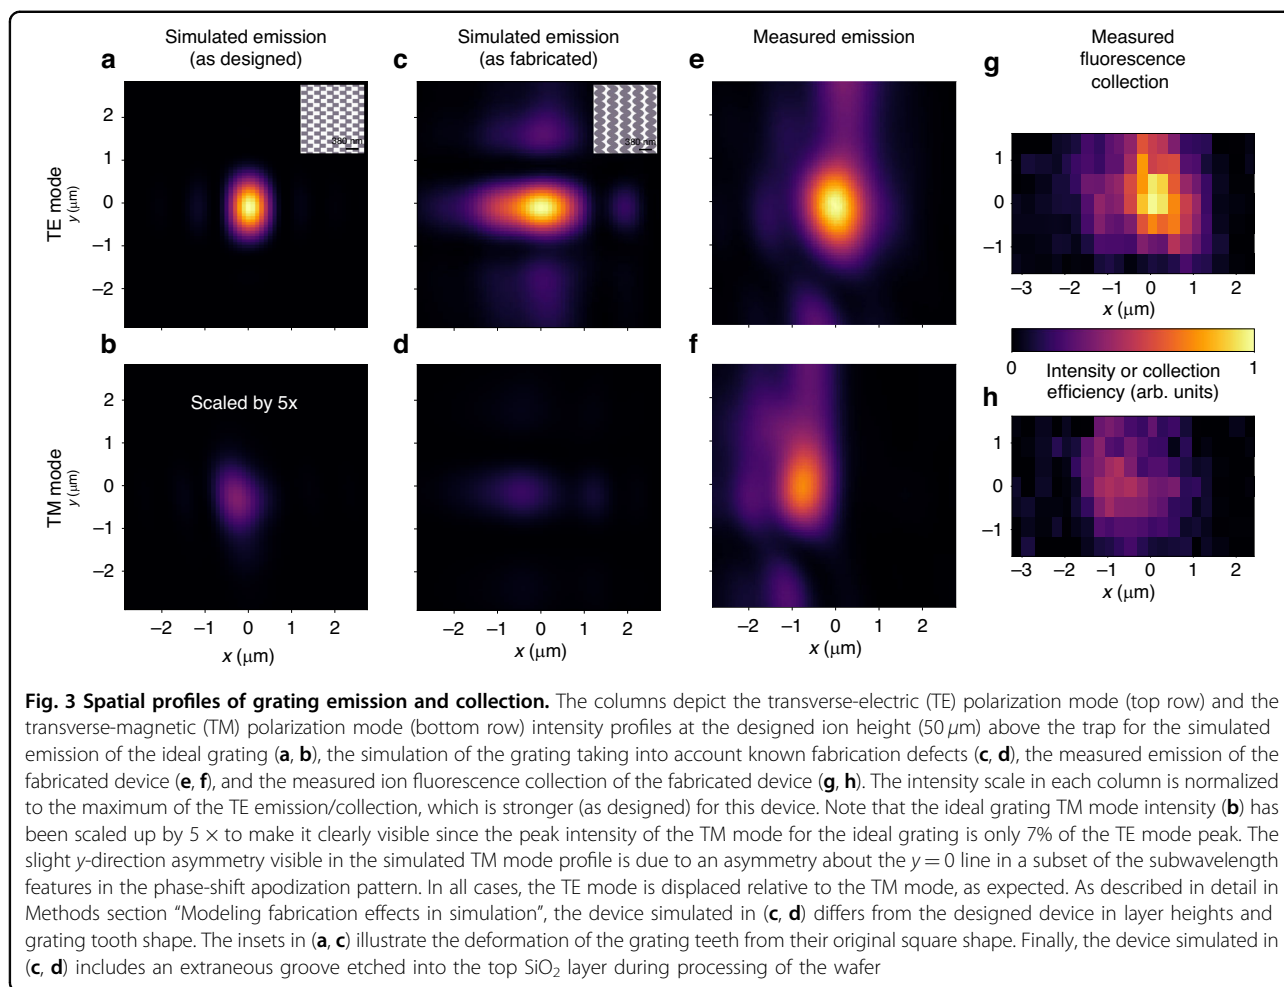 Simulated emission
(as designed)
Simulated emission
(as fabricated)
Measured emission
Measured
fluorescence
collection
a
c
e
g
TE mode
y (μm)
2
1
0
−1
−2
380 nm
380 nm
1
0
−1
−3 −2 −1 0 1 2
x (μm)
0 1
Intensity or collection
efficiency (arb. units)
b
d
f
h
TM mode
y (μm)
2
1
0
−1
−2
Scaled by 5x
−2 −1 0 1 2
x (μm)
−2 −1 0 1 2
x (μm)
−2 −1 0 1 2
x (μm)
1
0
−1
−3 −2 −1 0 1 2
x (μm)
Fig. 3 Spatial profiles of grating emission and collection. The columns depict the transverse-electric (TE) polarization mode (top row) and the
transverse-magnetic (TM) polarization mode (bottom row) intensity profiles at the designed ion height (50 μm) above the trap for the simulated
emission of the ideal grating (a, b), the simulation of the grating taking into account known fabrication defects (c, d), the measured emission of the
fabricated device (e, f), and the measured ion fluorescence collection of the fabricated device (g, h). The intensity scale in each column is normalized
to the maximum of the TE emission/collection, which is stronger (as designed) for this device. Note that the ideal grating TM mode intensity (b) has
been scaled up by 5 × to make it clearly visible since the peak intensity of the TM mode for the ideal grating is only 7% of the TE mode peak. The
slight y-direction asymmetry visible in the simulated TM mode profile is due to an asymmetry about the y = 0 line in a subset of the subwavelength
features in the phase-shift apodization pattern. In all cases, the TE mode is displaced relative to the TM mode, as expected. As described in detail in
Methods section “Modeling fabrication effects in simulation”, the device simulated in (c, d) differs from the designed device in layer heights and
grating tooth shape. The insets in (a, c) illustrate the deformation of the grating teeth from their original square shape. Finally, the device simulated in
(c, d) includes an extraneous groove etched into the top SiO₂ layer during processing of the wafer